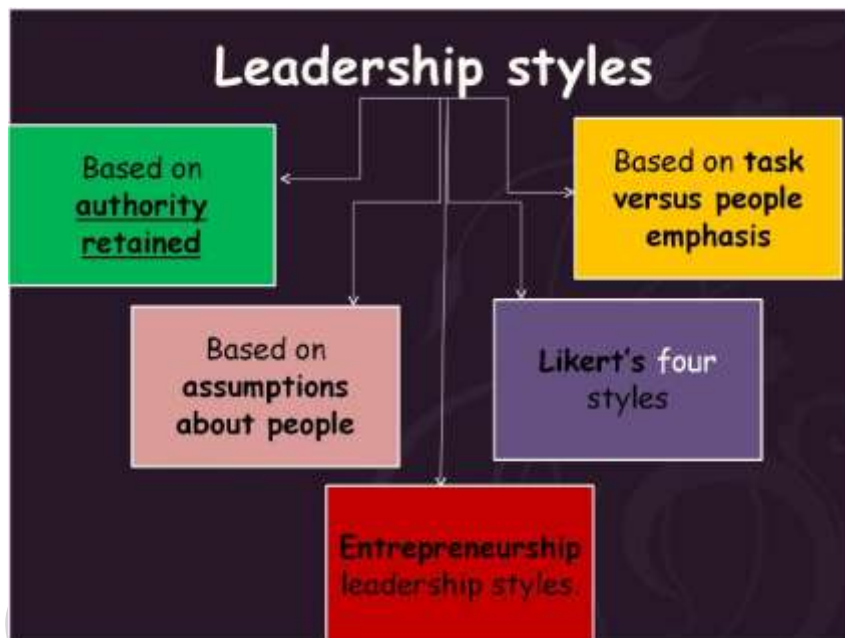 Leadership styles
Based on
authority
retained
Based on task
versus people
emphasis
Based on
assumptions
about people
Likert's four
styles
Entrepreneurship
leadership styles.